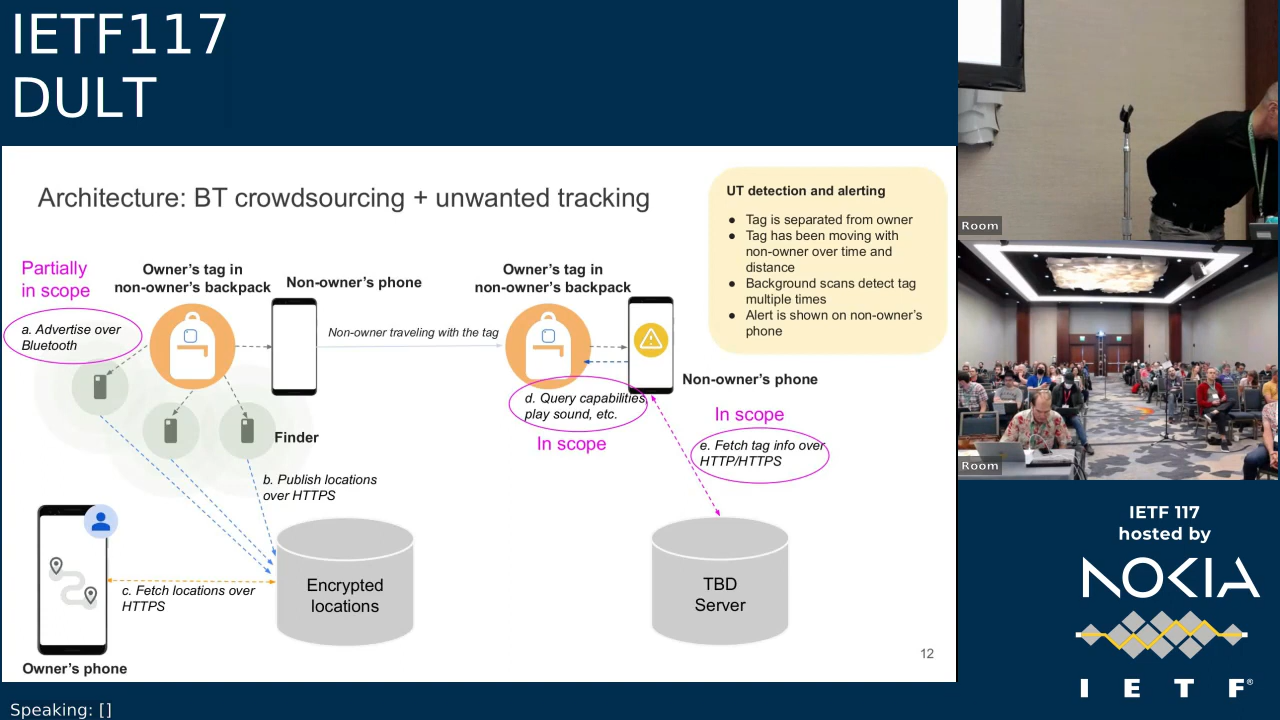 IETF117
DULT
Architecture: BT crowdsourcing + unwanted tracking
UT detection and alerting
● Tag is separated from owner
● Tag has been moving with
non-owner over time and
distance
● Background scans detect tag
multiple times
● Alert is shown on non-owner's
phone
Partially
in scope
Owner's tag in
non-owner's backpack
Non-owner's phone
Owner's tag in
non-owner's backpack
a. Advertise over
Bluetooth
Non-owner traveling with the tag
Non-owner's phone
d. Query capabilities,
play sound, etc.
In scope
In scope
e. Fetch tag info over
HTTP/HTTPS
Finder
b. Publish locations
over HTTPS
Encrypted
locations
TBD
Server
c. Fetch locations over
HTTPS
Owner's phone
12
Speaking: []
Room
Room
IETF 117
hosted by
NOKIA
I E T F®